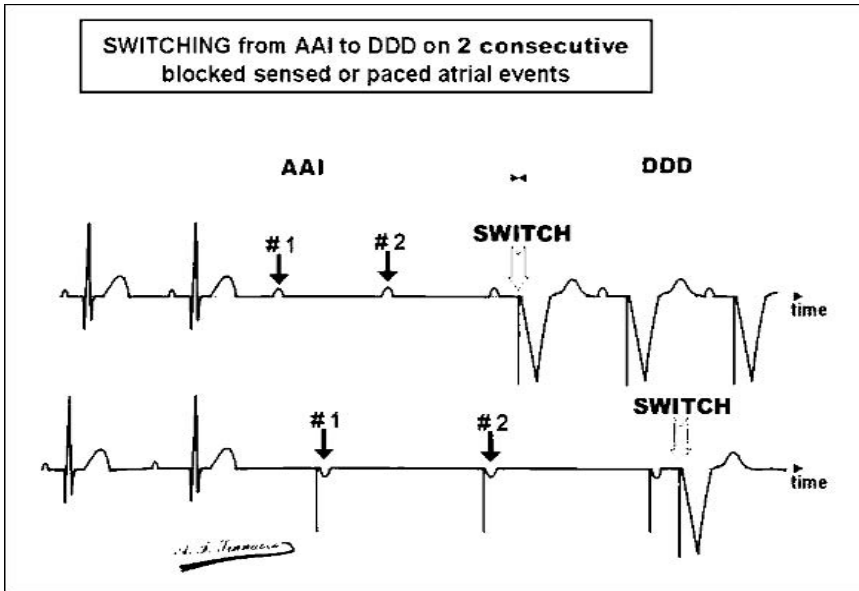 SWITCHING from AAI to DDD on 2 consecutive
blocked sensed or paced atrial events
AAI
DDD
#1
#2
SWITCH
time
#1
#2
SWITCH
time